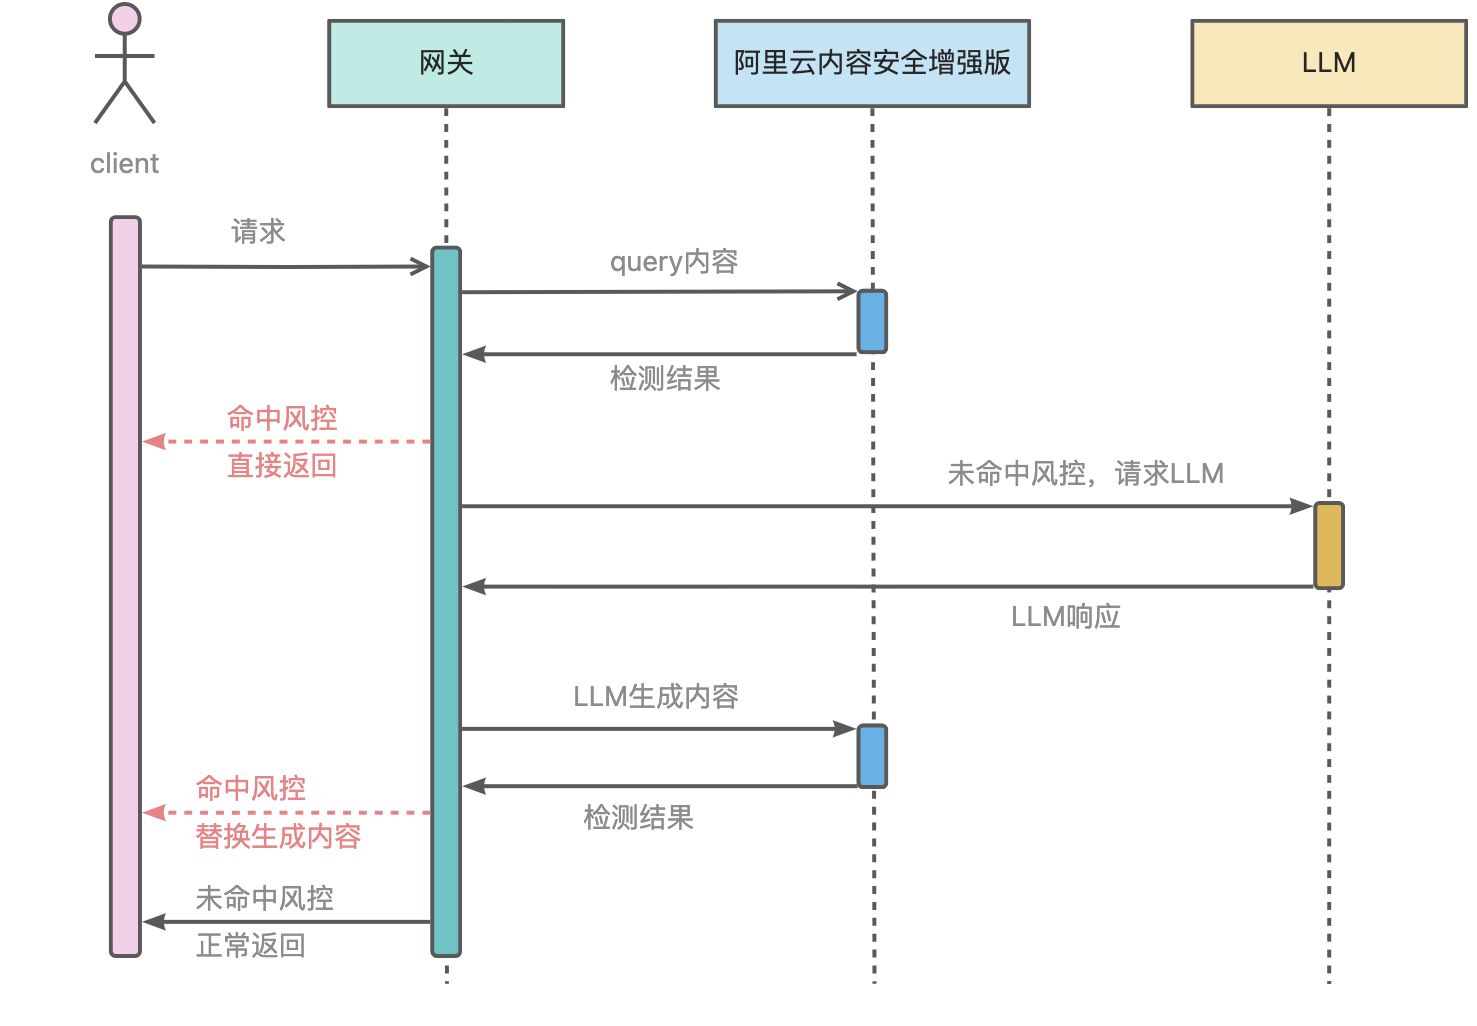 网关
阿里云内容安全增强版
LLM
client
请求
query内容
检测结果
命中风控
直接返回
未命中风控，请求LLM
LLM响应
LLM生成内容
命中风控
替换生成内容
检测结果
未命中风控
正常返回